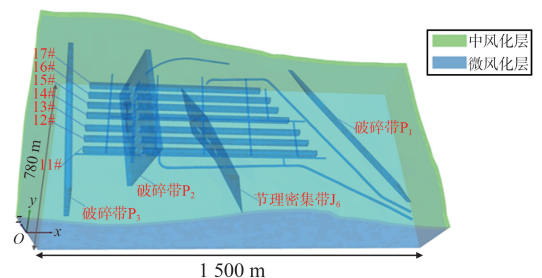 中风化层
微风化层
17#
16#
15#
14#
13#
12#
11#
780 m
破碎带P₁
破碎带P₂
节理密集带J₆
破碎带P₃
z
y
O
x
1 500 m